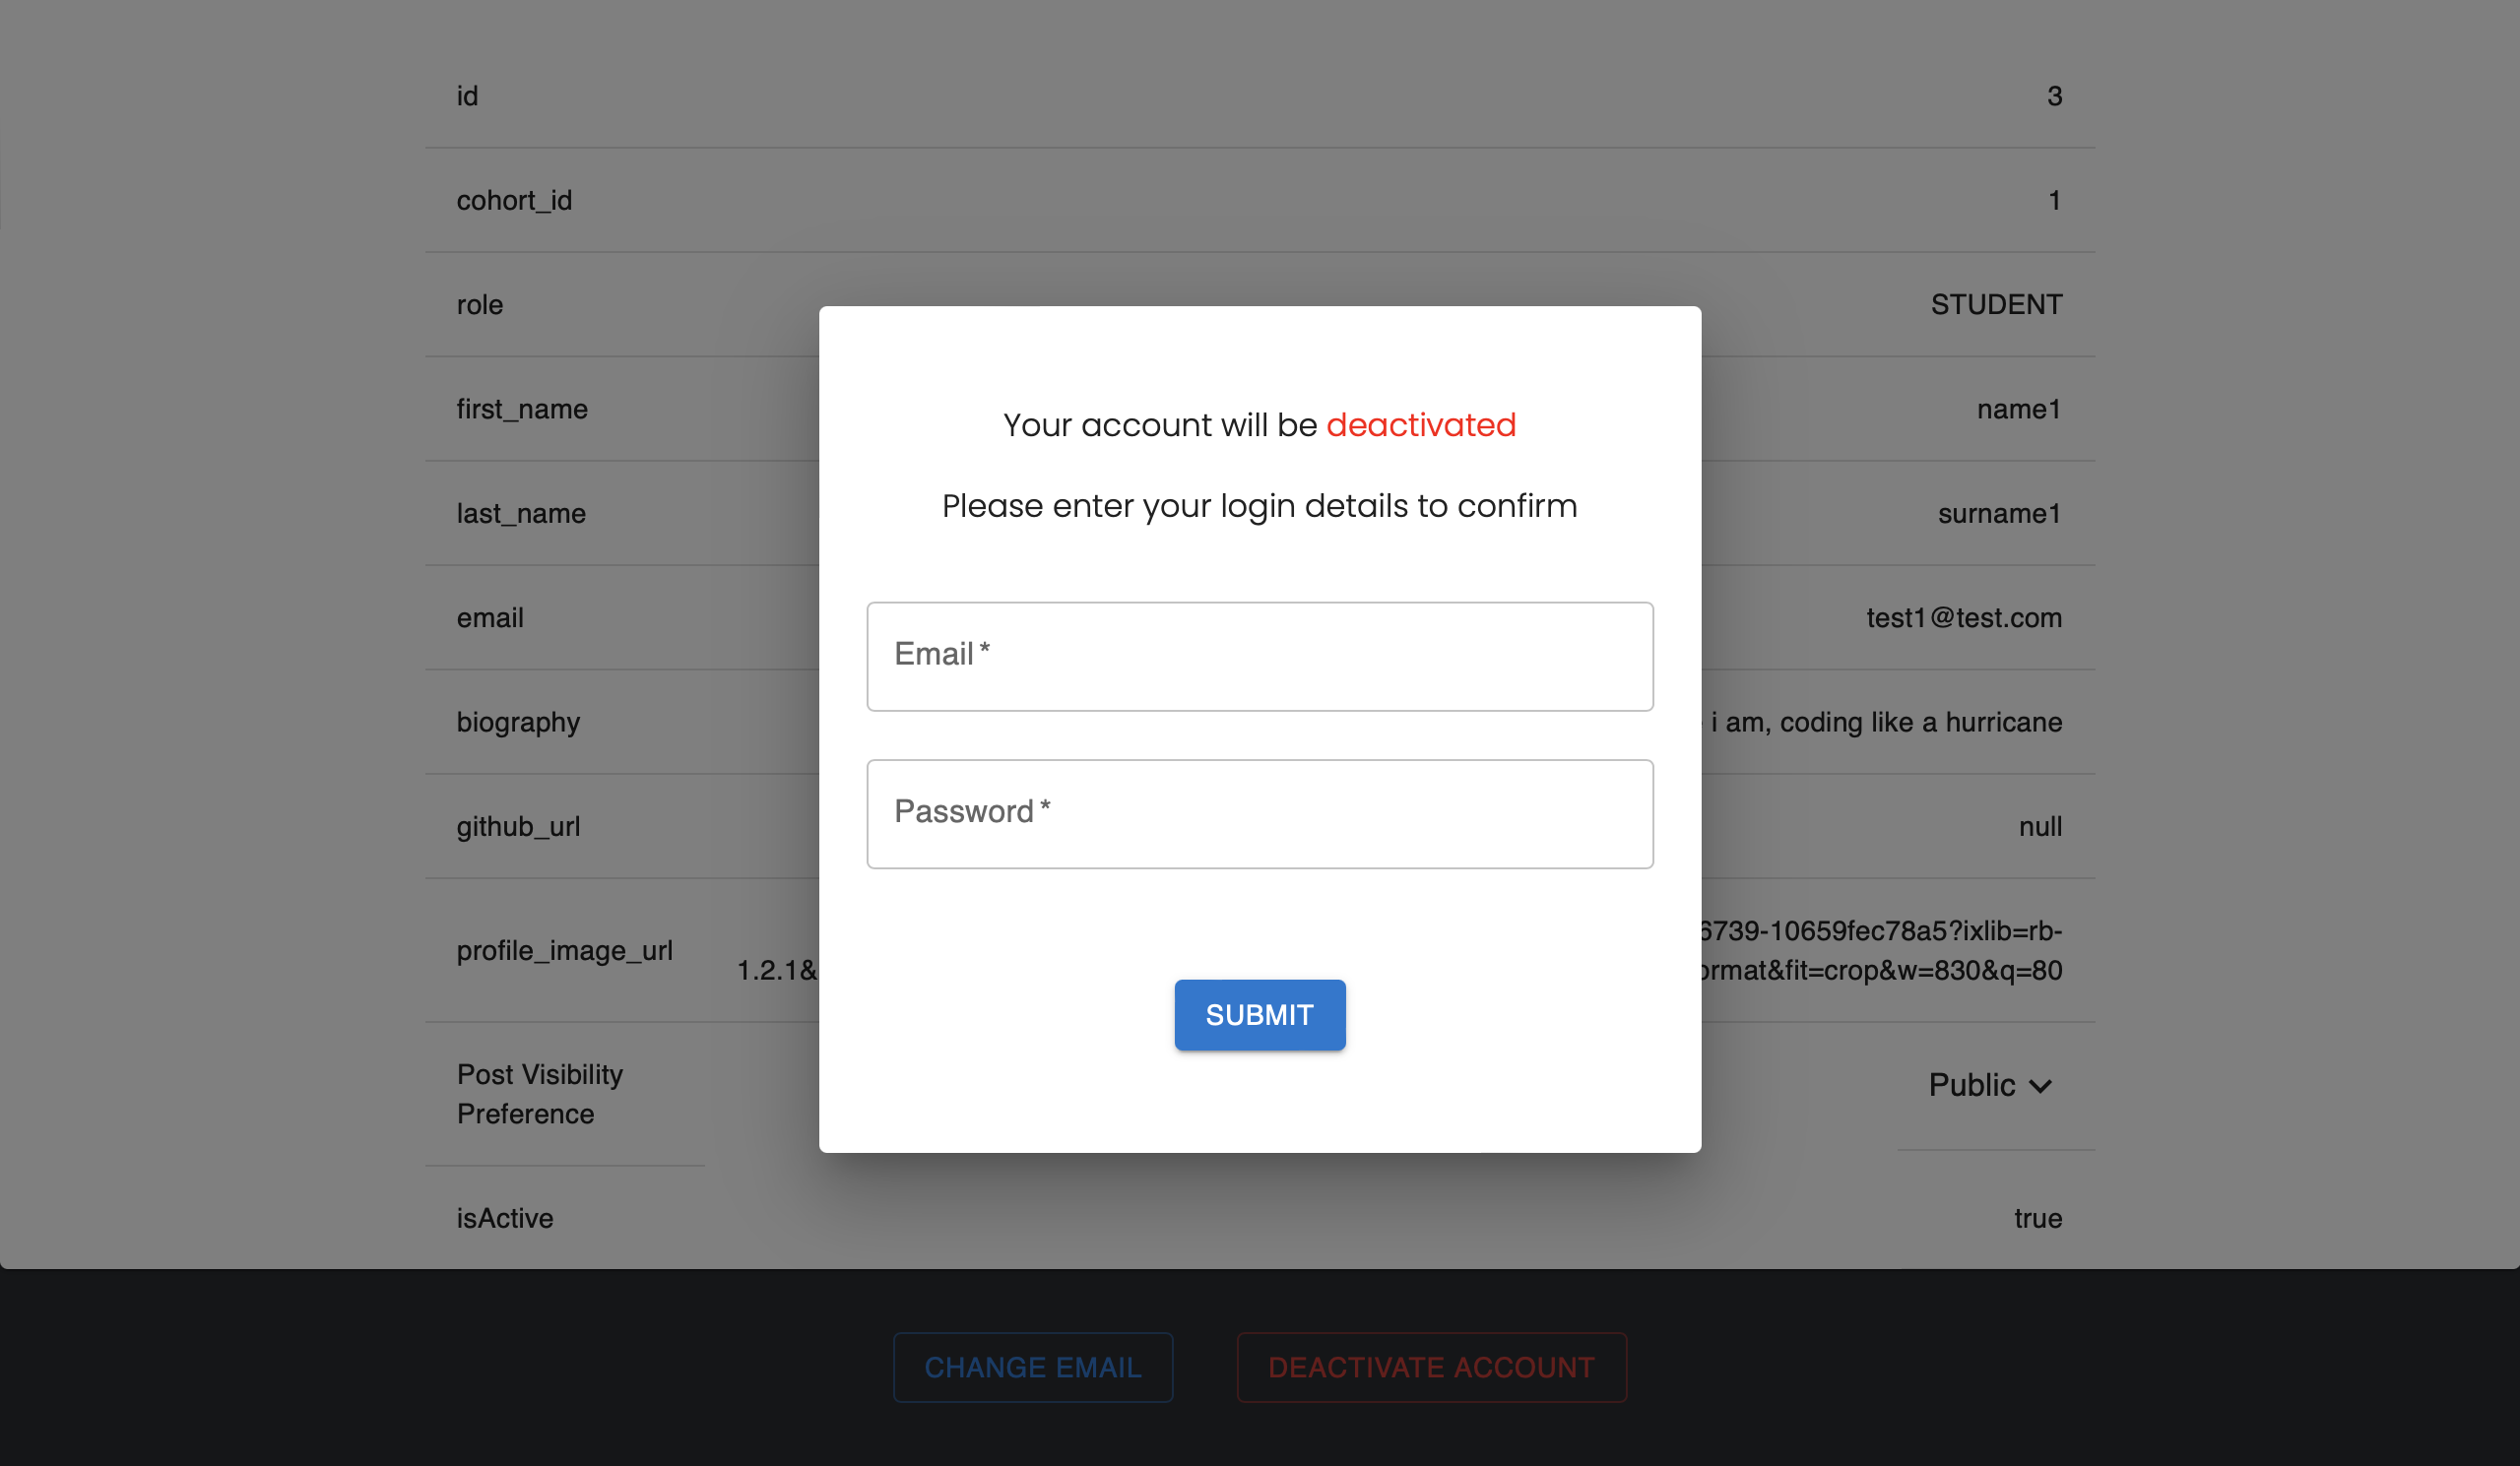 id 3
cohort_id 1
role STUDENT
first_name name1
last_name surname1
email test1@test.com
biography i am, coding like a hurricane
github_url null
6739-10659fec78a5?ixlib=rb-
profile_image_url
1.2.1& ormat&fit=crop&w=830&q=80
Post Visibility
Preference
Public
isActive true
Your account will be deactivated
Please enter your login details to confirm
Email *
Password *
SUBMIT
CHANGE EMAIL DEACTIVATE ACCOUNT